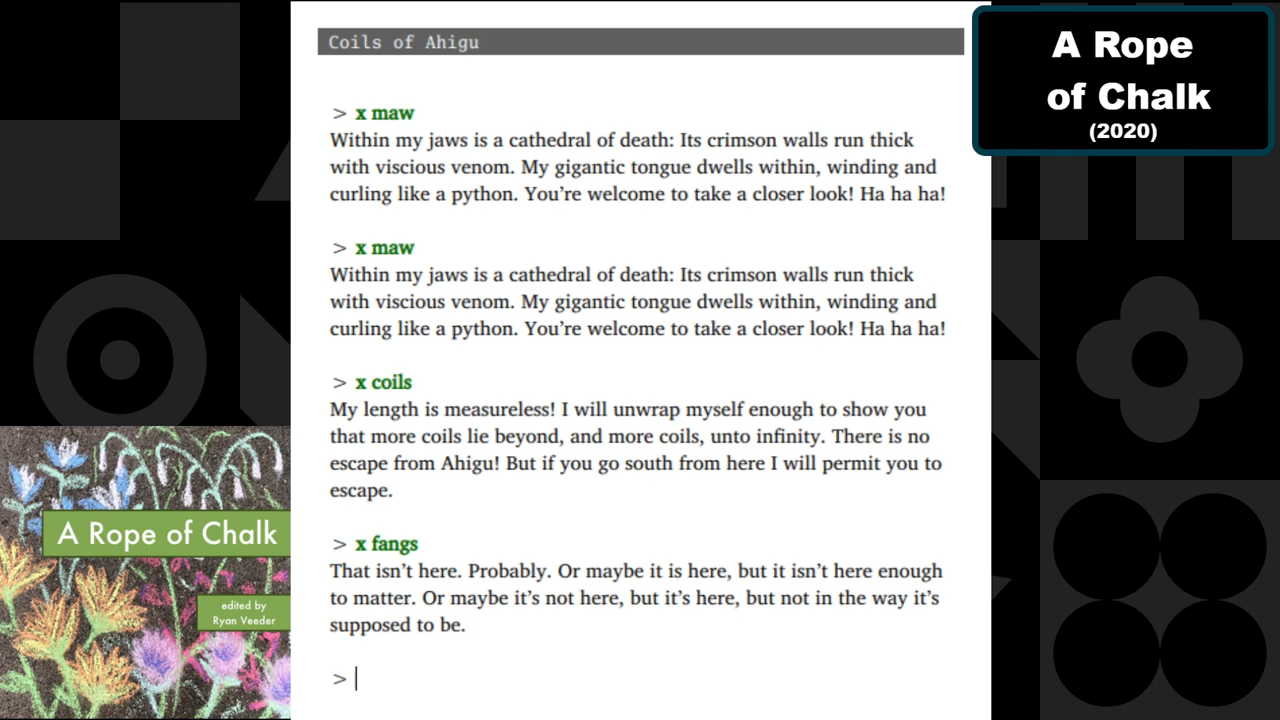 Coils of Ahigu
> x maw
Within my jaws is a cathedral of death: Its crimson walls run thick
with viscious venom. My gigantic tongue dwells within, winding and
curling like a python. You’re welcome to take a closer look! Ha ha ha!
> x maw
Within my jaws is a cathedral of death: Its crimson walls run thick
with viscious venom. My gigantic tongue dwells within, winding and
curling like a python. You’re welcome to take a closer look! Ha ha ha!
> x coils
My length is measureless! I will unwrap myself enough to show you
that more coils lie beyond, and more coils, unto infinity. There is no
escape from Ahigu! But if you go south from here I will permit you to
escape.
> x fangs
That isn’t here. Probably. Or maybe it is here, but it isn’t here enough
to matter. Or maybe it’s not here, but it’s here, but not in the way it’s
supposed to be.
>
A Rope
of Chalk
(2020)
A Rope of Chalk
edited by
Ryan Veeder